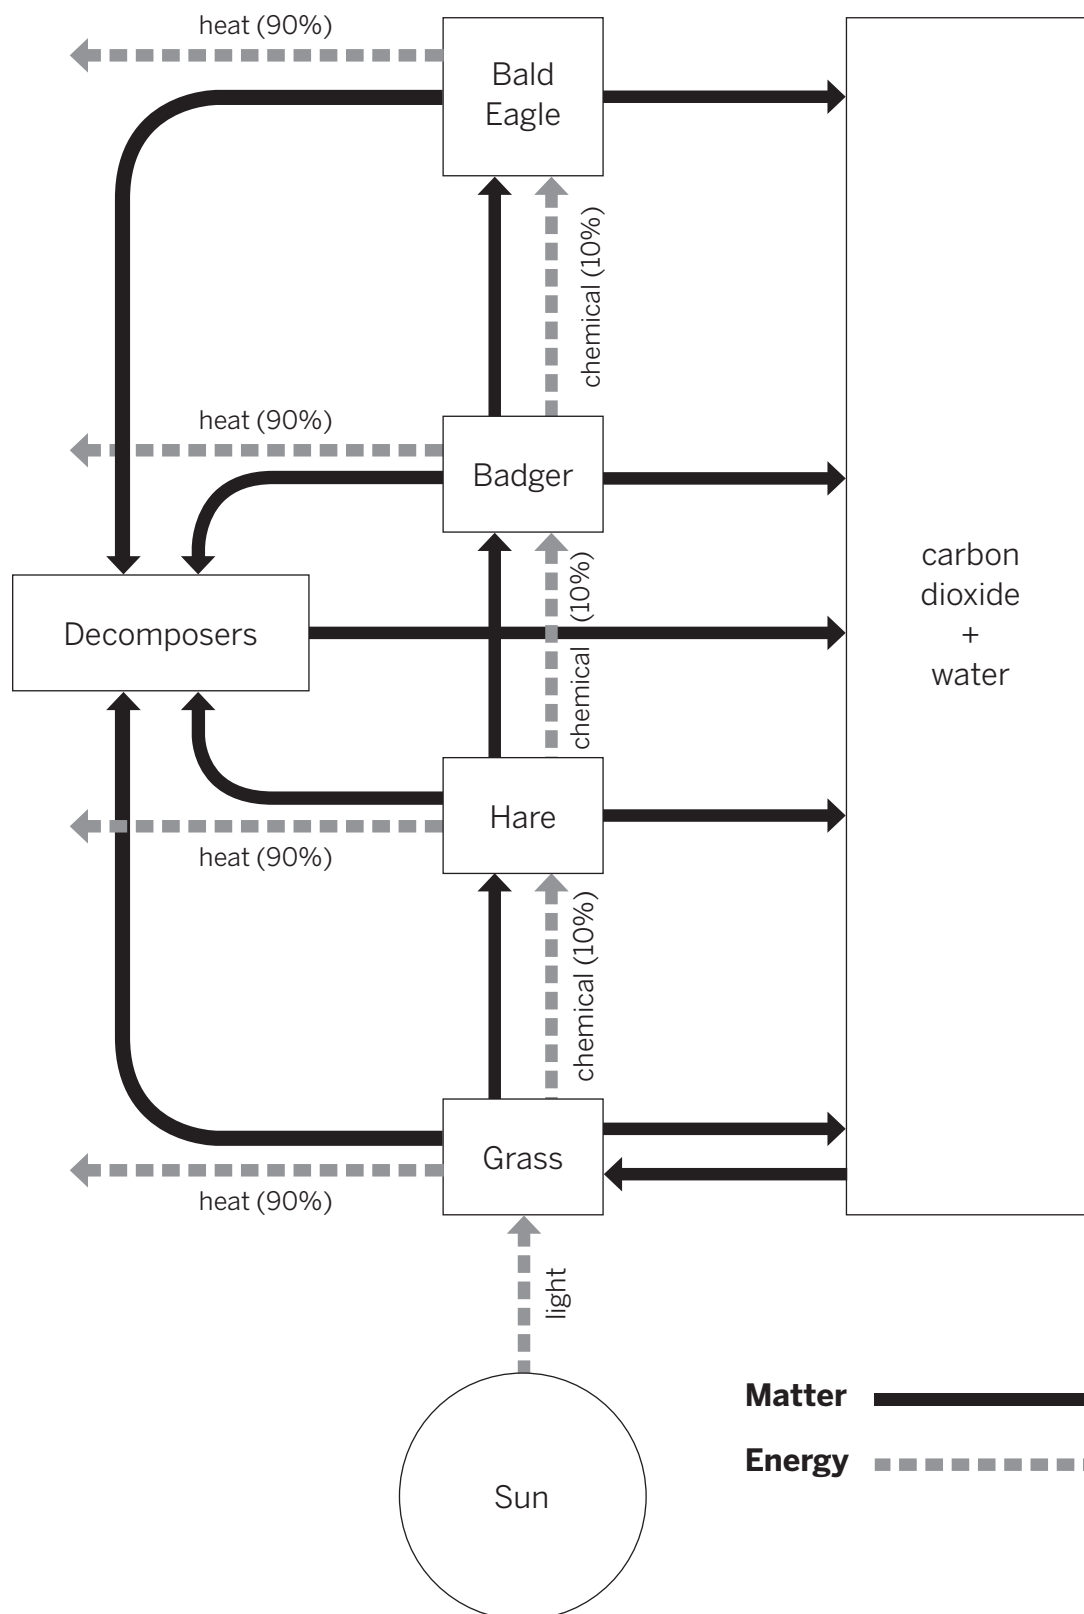 heat (90%)
Bald
Eagle
chemical (10%)
heat (90%)
Badger
chemical (10%)
carbon
dioxide
+
water
Decomposers
Hare
heat (90%)
chemical (10%)
Grass
heat (90%)
light
Sun
Matter
Energy